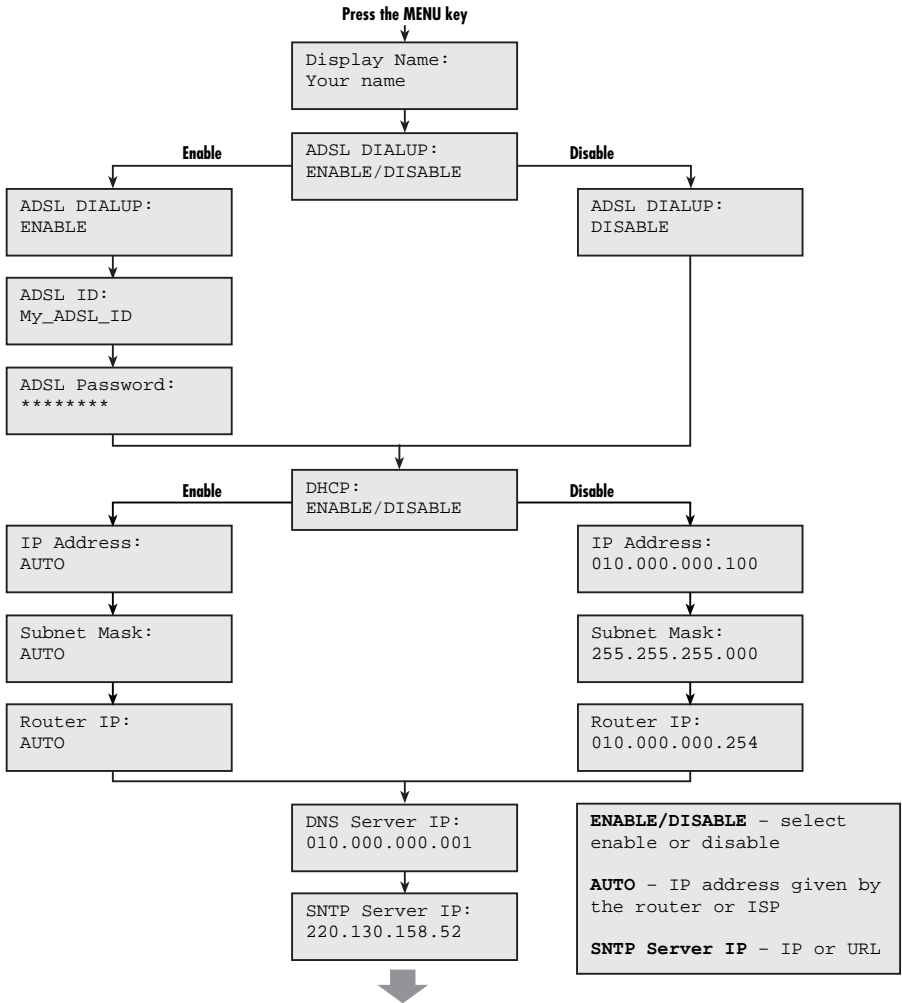 Press the MENU key
Display Name:
Your name
Enable
ADSL DIALUP:
ENABLE/DISABLE
Disable
ADSL DIALUP:
ENABLE
ADSL DIALUP:
DISABLE
ADSL ID:
My_ADSL_ID
ADSL Password:
********
Enable
DHCP:
ENABLE/DISABLE
Disable
IP Address:
AUTO
IP Address:
010.000.000.100
Subnet Mask:
AUTO
Subnet Mask:
255.255.255.000
Router IP:
AUTO
Router IP:
010.000.000.254
DNS Server IP:
010.000.000.001
SNTP Server IP:
220.130.158.52
ENABLE/DISABLE – select
enable or disable
AUTO – IP address given by
the router or ISP
SNTP Server IP – IP or URL